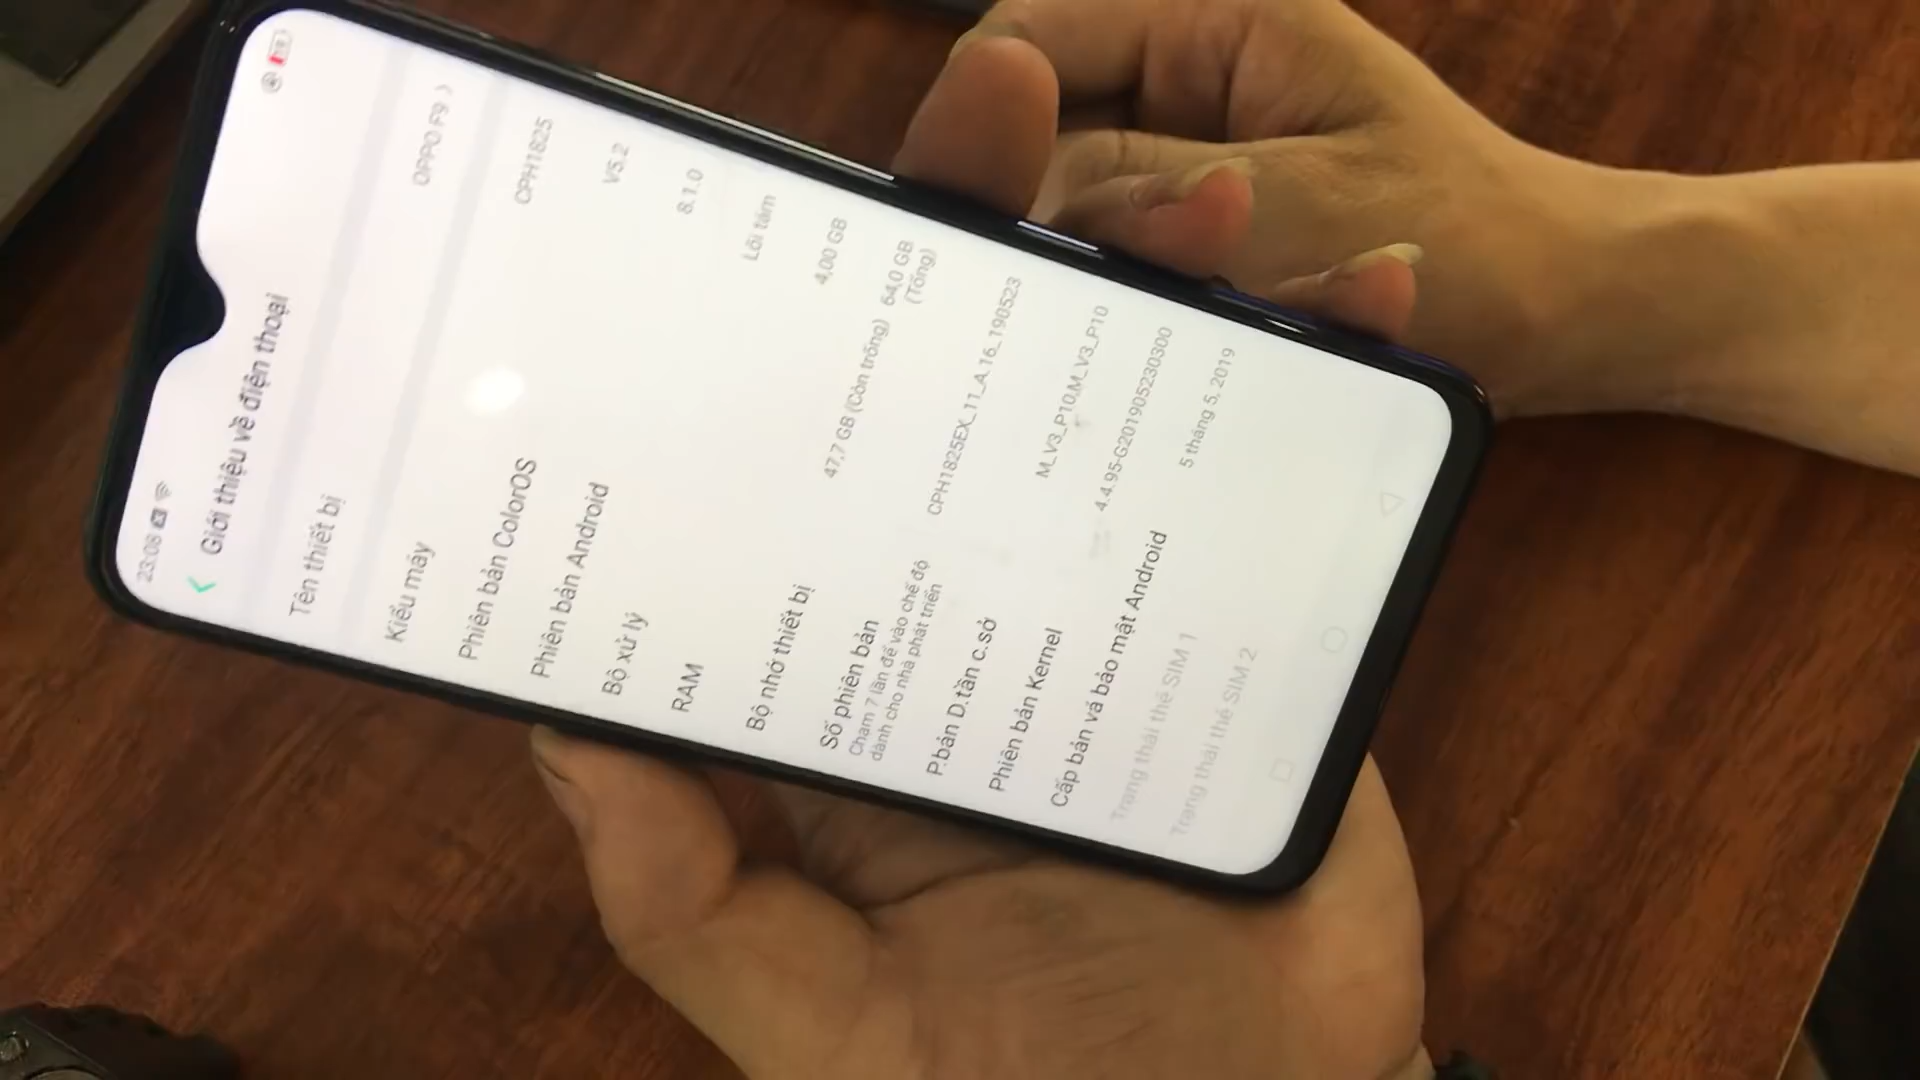 23:08
Giới thiệu về điện thoại
Tên thiết bị OPPO F9
Kiểu máy CPH1825
Phiên bản ColorOS V5.2
Phiên bản Android 8.1.0
Bộ xử lý Lõi tám
RAM 4,00 GB
Bộ nhớ thiết bị 47,7 GB (Còn trống) 64,0 GB
(Tổng)
Số phiên bản CPH1825EX_11_A.16_190523
Chạm 7 lần để vào chế độ
dành cho nhà phát triển
P.bản D.tần c.sở M_V3_P10,M_V3_P10
Phiên bản Kernel 4.4.95-G201905230300
Cấp bản vá bảo mật Android 5 tháng 5, 2019
Trạng thái thẻ SIM 1
Trạng thái thẻ SIM 2